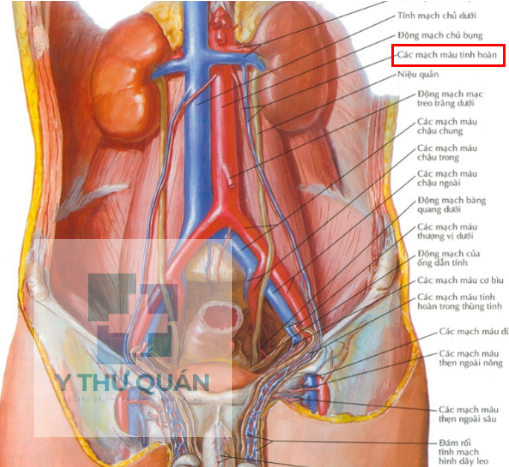 Tĩnh mạch chủ dưới
Động mạch chủ bụng
Các mạch máu tinh hoàn
Niệu quản
Động mạch mạc
treo tràng dưới
Các mạch máu
chậu chung
Các mạch máu
chậu trong
Các mạch máu
chậu ngoài
Động mạch bàng
quang dưới
Các mạch máu
thượng vị dưới
Động mạch của
ống dẫn tinh
Các mạch máu cơ bìu
Các mạch máu tinh
hoàn trong thừng tinh
Các mạch máu
Các mạch máu
thẹn ngoài nông
Các mạch máu
thẹn ngoài sâu
Đám rối
tĩnh mạch
hình dây leo
Y THƯ QUÁN